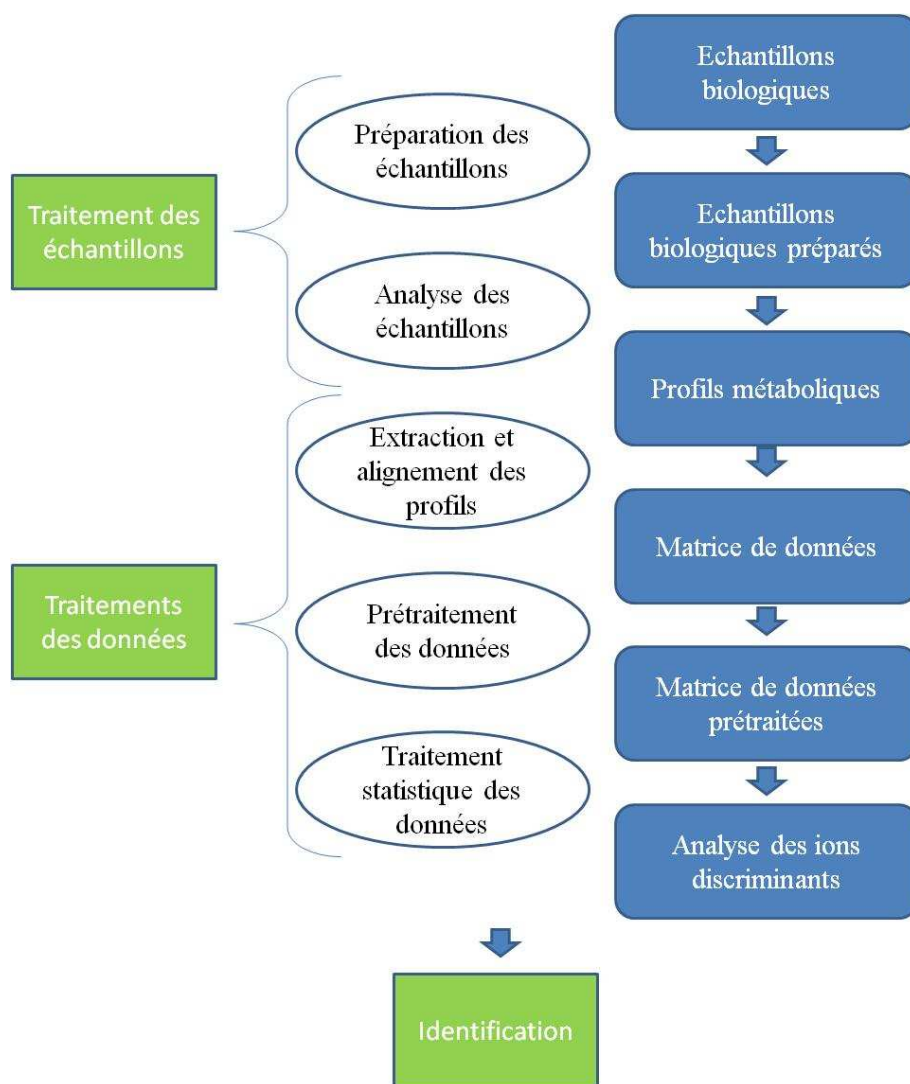 Traitement des
échantillons
Préparation des
échantillons
Analyse des
échantillons
Traitements
des données
Extraction et
alignement des
profils
Prétraitement
des données
Traitement
statistique des
données
Echantillons
biologiques
Echantillons
biologiques préparés
Profils métaboliques
Matrice de données
Matrice de données
prétraitées
Analyse des ions
discriminants
Identification